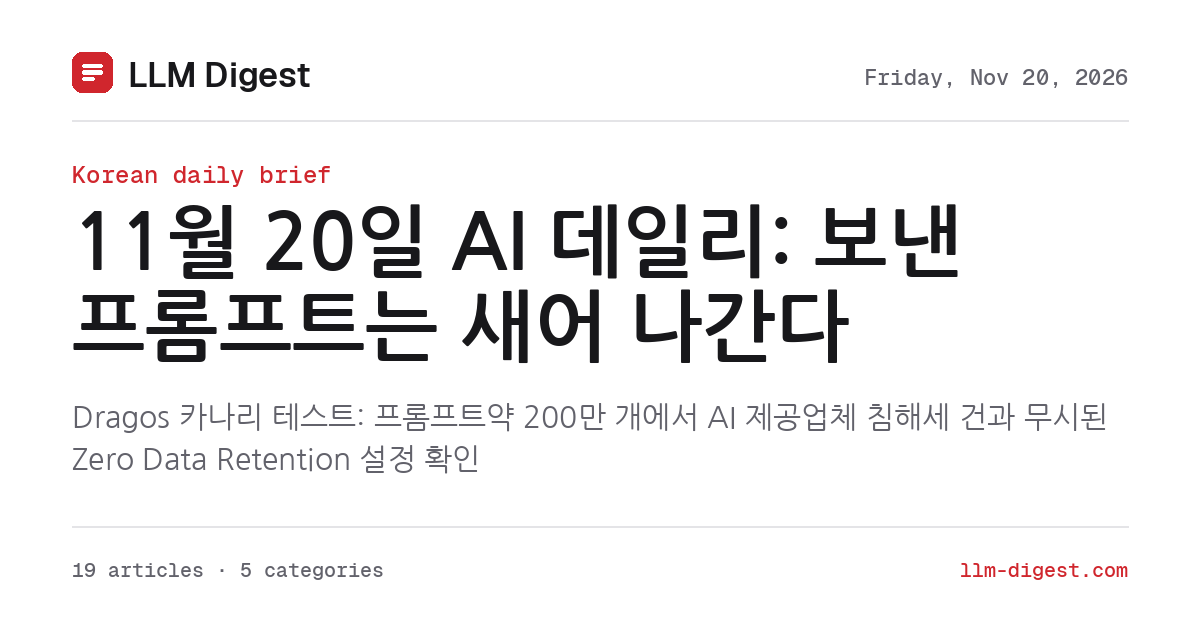 LLM Digest
Friday, Nov 20, 2026
Korean daily brief
11월 20일 AI 데일리: 보낸
프롬프트는 새어 나간다
Dragos 카나리 테스트: 프롬프트약 200만 개에서 AI 제공업체 침해세 건과 무시된
Zero Data Retention 설정 확인
19 articles · 5 categories
llm-digest.com